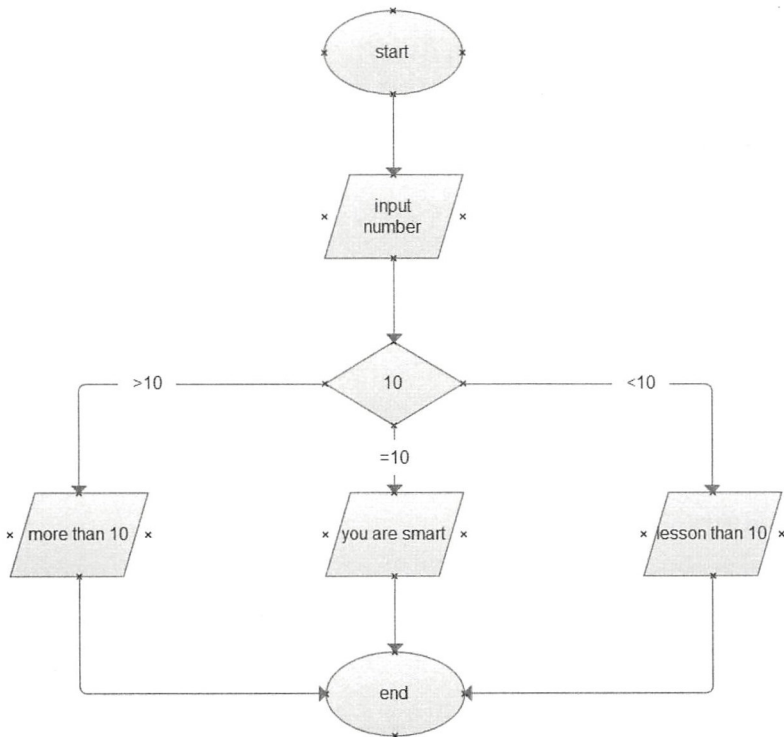 start
input
number
10
>10
<10
=10
more than 10
you are smart
lesson than 10
end